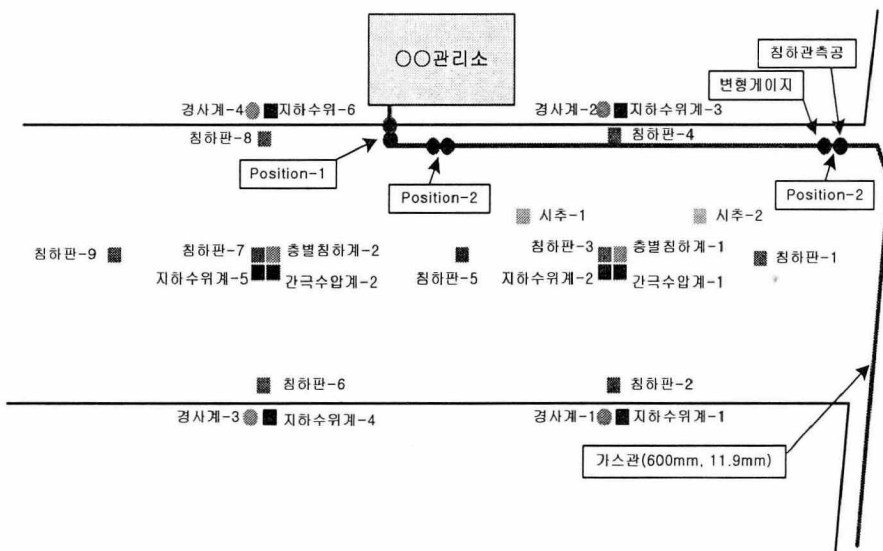 ○○관리소
침하관측공
변형게이지
경사계-4 지하수위-6
경사계-2 지하수위계-3
침하판-8
침하판-4
Position-1
Position-2
Position-2
시추-1
시추-2
침하판-9
침하판-7 층별침하계-2
지하수위계-5 간극수압계-2
침하판-5
침하판-3 층별침하계-1
지하수위계-2 간극수압계-1
침하판-1
침하판-6
침하판-2
경사계-3 지하수위계-4
경사계-1 지하수위계-1
가스관(600mm, 11.9mm)